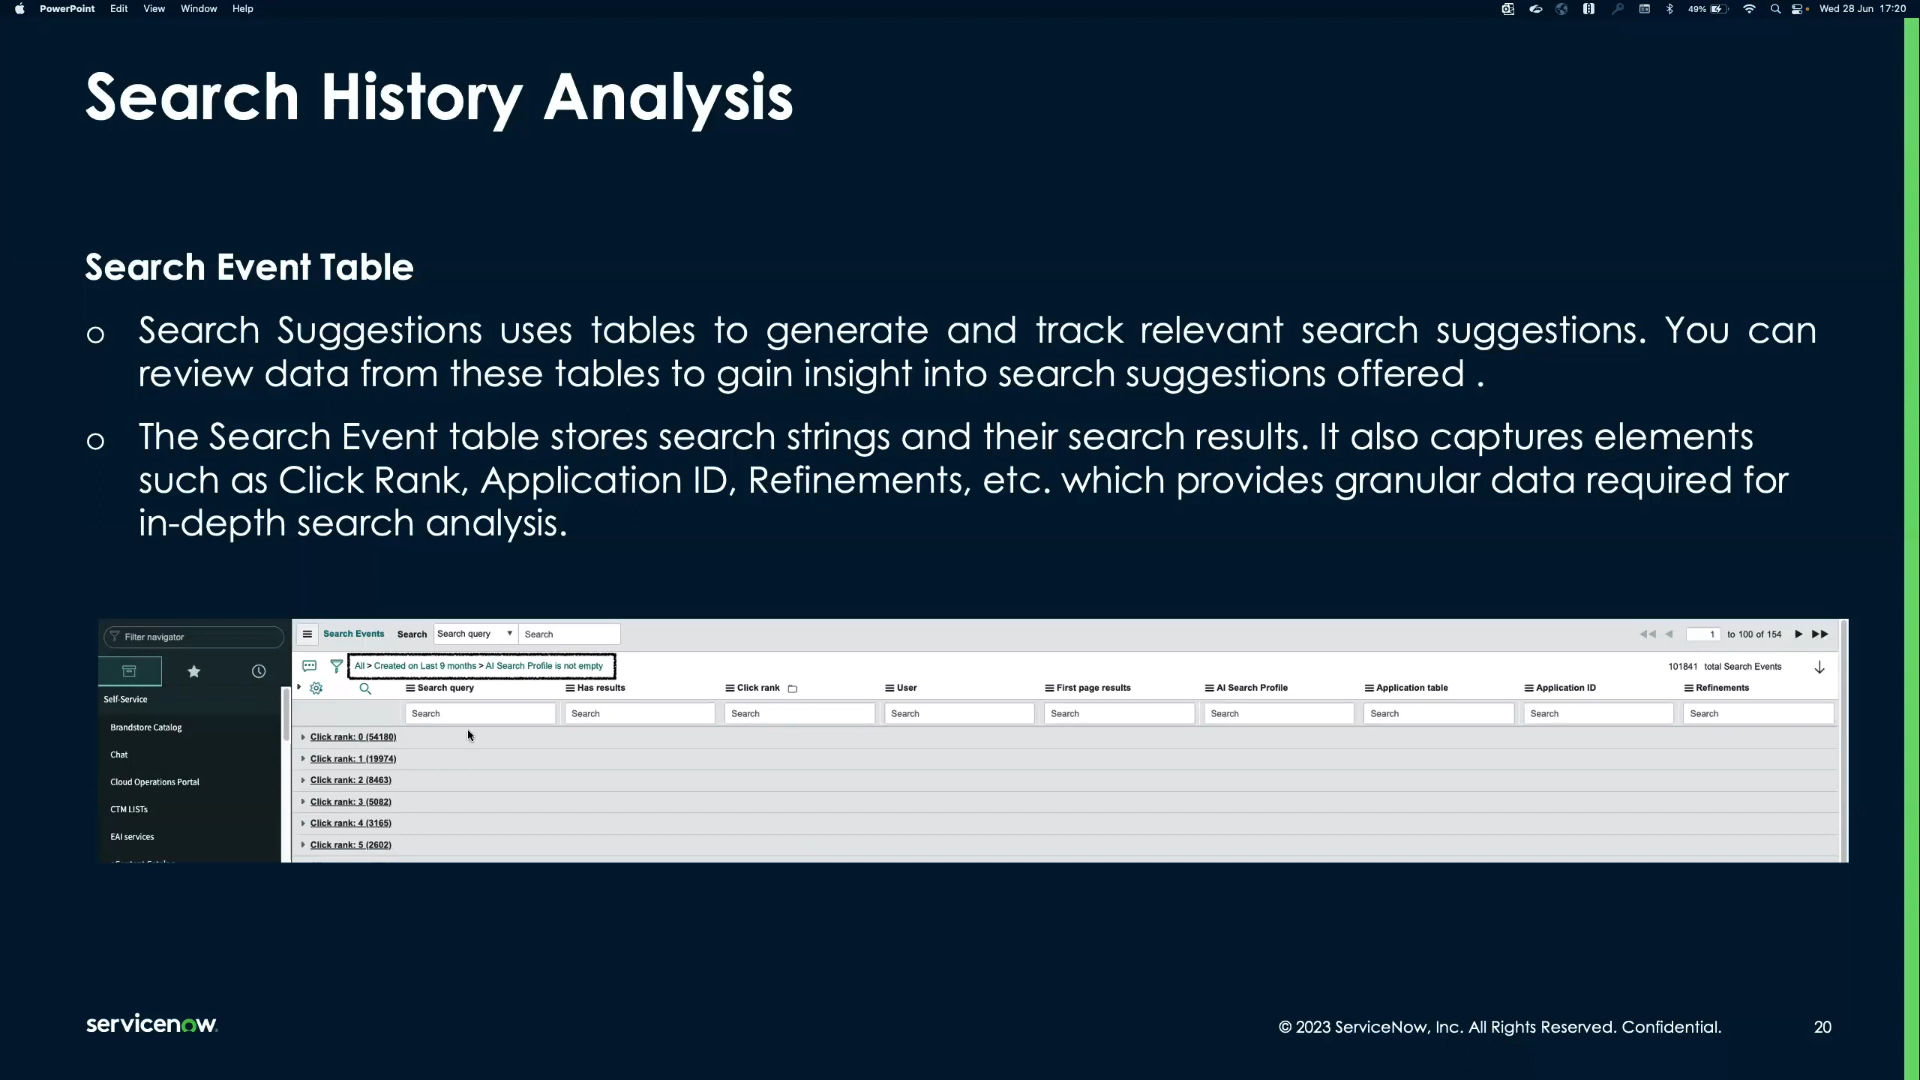 PowerPoint Edit View Window Help 49% Wed 28 Jun 17:20
Search History Analysis
Search Event Table
o Search Suggestions uses tables to generate and track relevant search suggestions. You can
review data from these tables to gain insight into search suggestions offered .
o The Search Event table stores search strings and their search results. It also captures elements
such as Click Rank, Application ID, Refinements, etc. which provides granular data required for
in-depth search analysis.
Filter navigator
Self-Service
Brandstore Catalog
Chat
Cloud Operations Portal
CTM LISTs
EAI services
Search Events Search Search query Search 1 to 100 of 154
All > Created on Last 9 months > AI Search Profile is not empty 101841 total Search Events
Search query Has results Click rank User First page results AI Search Profile Application table Application ID Refinements
Search Search Search Search Search Search Search Search Search
Click rank: 0 (54180)
Click rank: 1 (19974)
Click rank: 2 (8463)
Click rank: 3 (5082)
Click rank: 4 (3165)
Click rank: 5 (2602)
servicenow.
© 2023 ServiceNow, Inc. All Rights Reserved. Confidential. 20